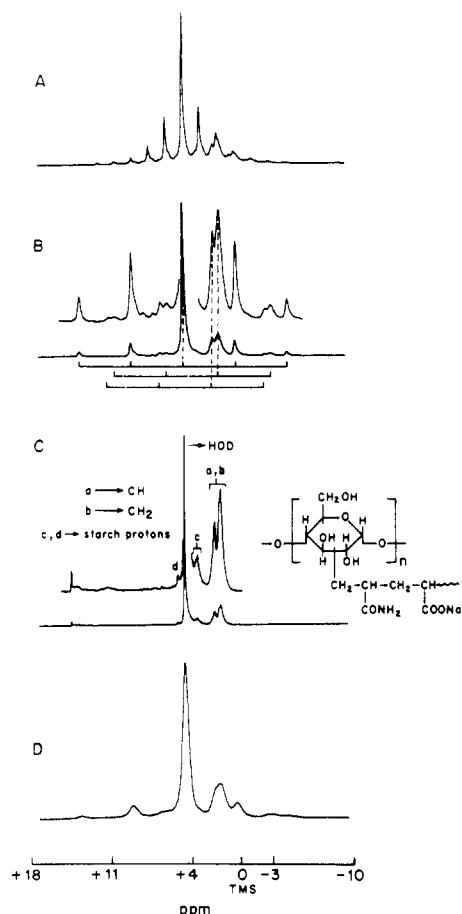 A
B
C
→ HOD
a → CH
b → CH2
c, d → starch protons
a, b
c
d
CH2OH
H
O
H
H
→O
OH
H
O
H
OH
n
CH2-CH-CH2-CH
CONH2
COONa
D
+18
+11
+4
0
-3
-10
TMS
ppm